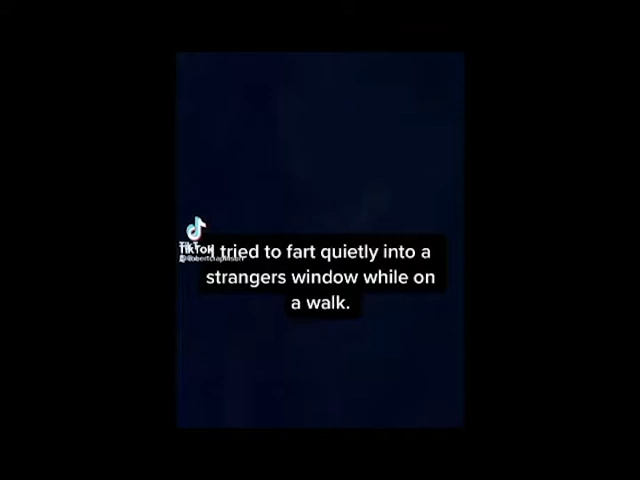 I tried to fart quietly into a
strangers window while on
a walk.
TikTok